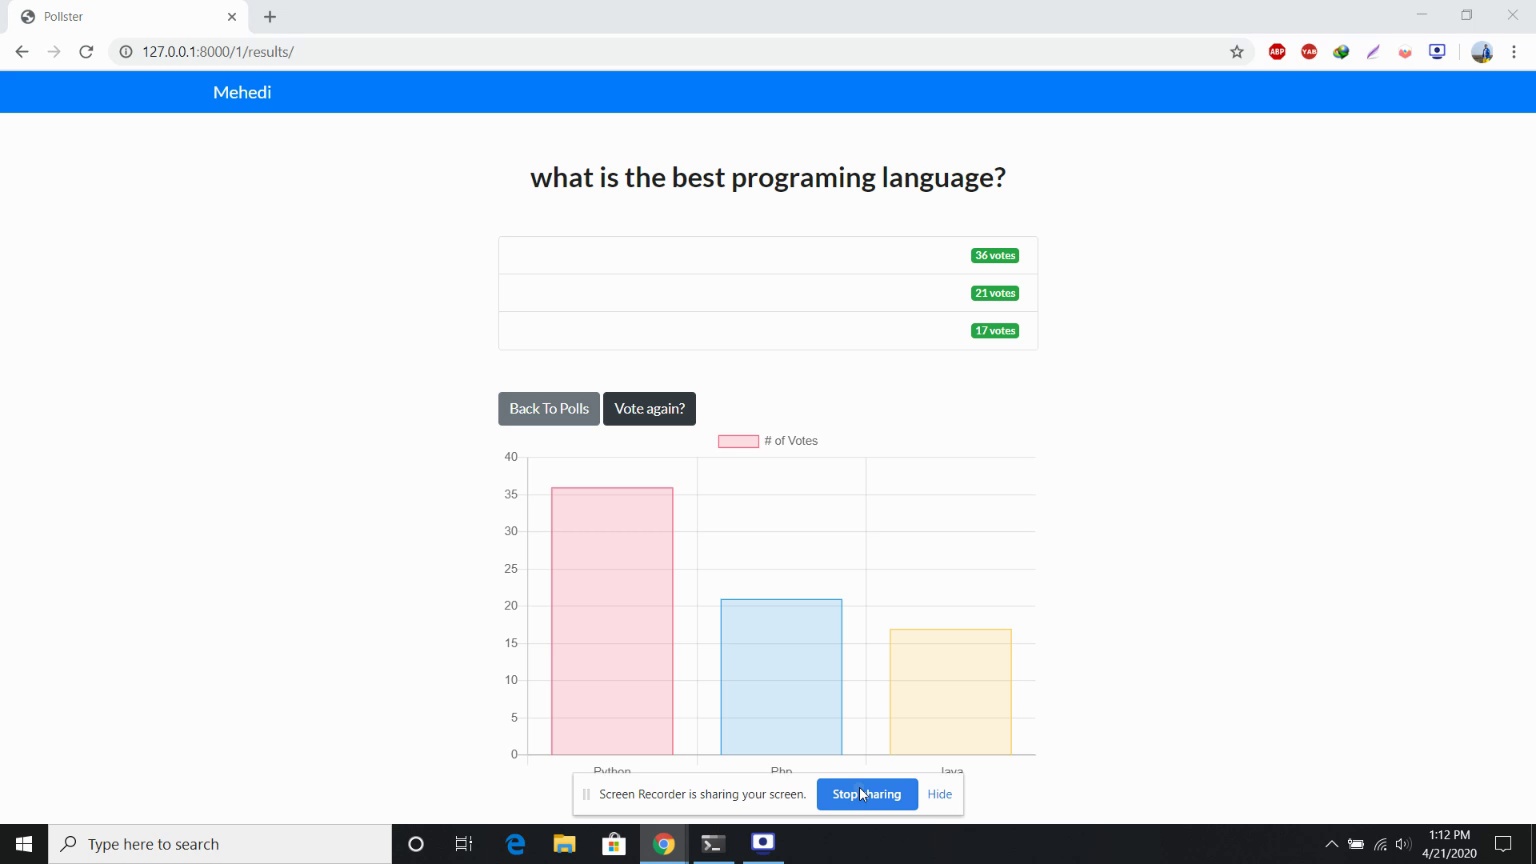 Pollster
127.0.0.1:8000/1/results/
ABP
YAB
Mehedi
what is the best programing language?
36 votes
21 votes
17 votes
Back To Polls Vote again?
# of Votes
40
35
30
25
20
15
10
5
0
Python Php Java
Screen Recorder is sharing your screen. Stop sharing Hide
Type here to search
1:12 PM
4/21/2020